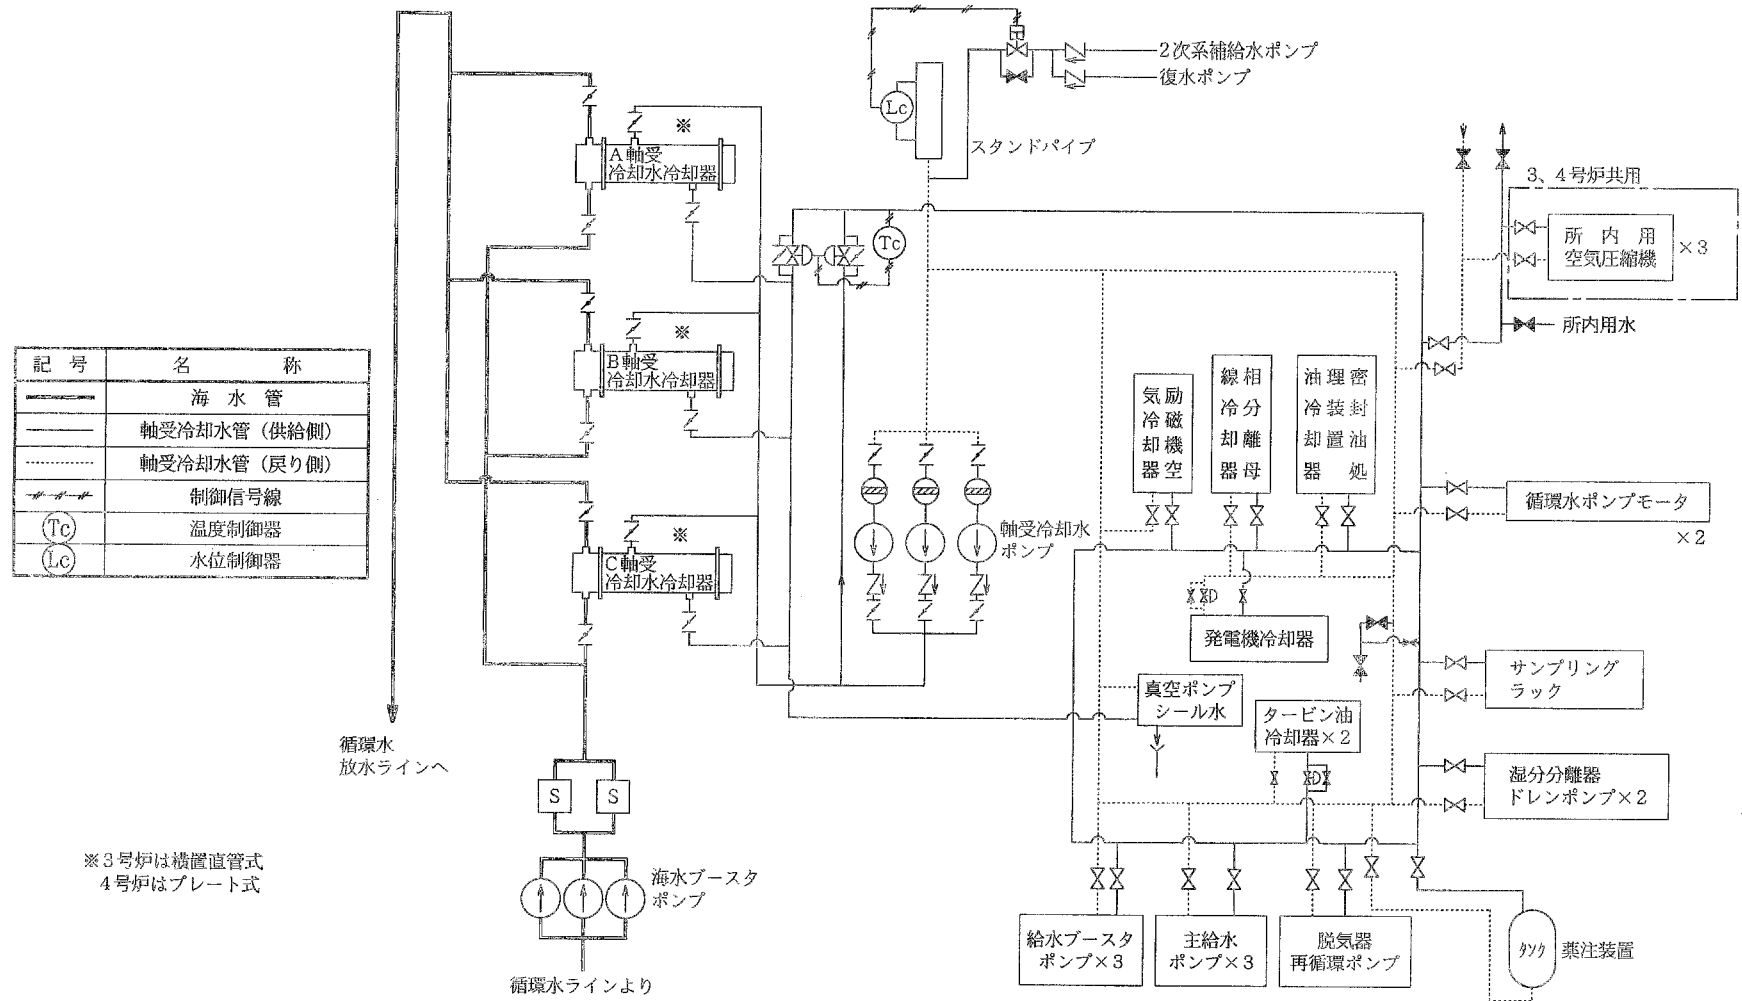 2次系補給水ポンプ
復水ポンプ
Lc
スタンドパイプ
※
A軸受
冷却水冷却器
Tc
3、4号炉共用
所内用
空気圧縮機
×3
所内用水
※
B軸受
冷却水冷却器
記号
名称
海水管
軸受冷却水管（供給側）
軸受冷却水管（戻り側）
制御信号線
Tc
温度制御器
Lc
水位制御器
励磁機空
気冷却器
相分離母
線冷却器
密封油処
理装置
油冷却器
循環水ポンプモータ
×2
軸受冷却水
ポンプ
※
C軸受
冷却水冷却器
発電機冷却器
サンプリング
ラック
真空ポンプ
シール水
タービン油
冷却器×2
循環水
放水ラインへ
湿分分離器
ドレンポンプ×2
S
S
※3号炉は横置直管式
4号炉はプレート式
海水ブースタ
ポンプ
給水ブースタ
ポンプ×3
主給水
ポンプ×3
脱気器
再循環ポンプ
タンク
薬注装置
循環水ラインより